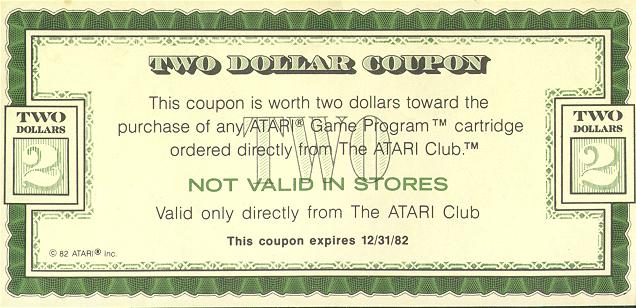 TWO DOLLAR COUPON
This coupon is worth two dollars toward the
purchase of any ATARI® Game Program™ cartridge
ordered directly from The ATARI Club.™
TWO
NOT VALID IN STORES
Valid only directly from The ATARI Club
This coupon expires 12/31/82
© 82 ATARI® Inc.
TWO
DOLLARS
2
TWO
DOLLARS
2